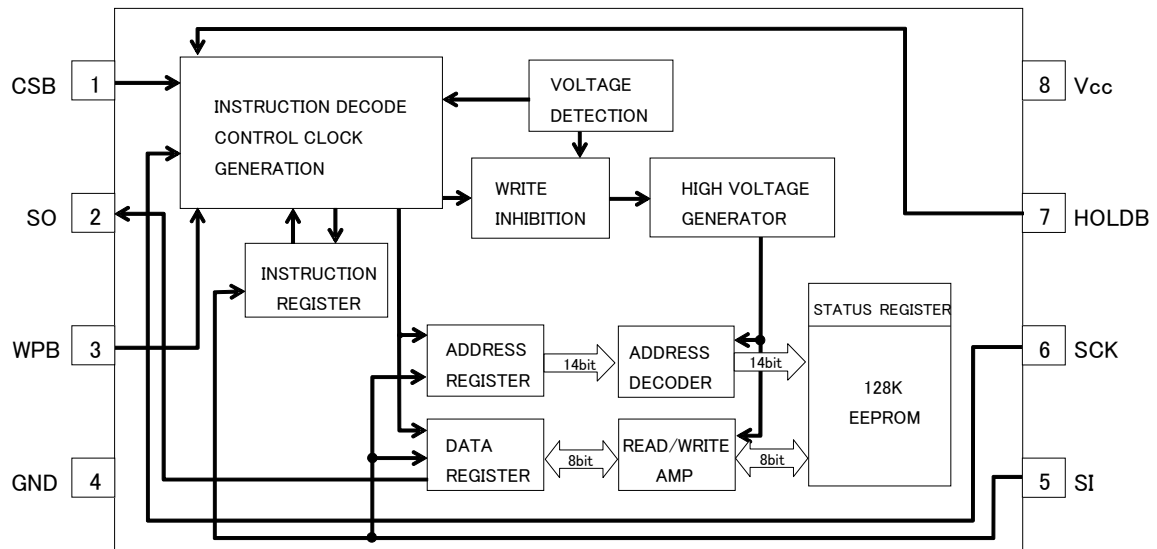 CSB
1
SO
2
WPB
3
GND
4
INSTRUCTION DECODE
CONTROL CLOCK
GENERATION
VOLTAGE
DETECTION
WRITE
INHIBITION
HIGH VOLTAGE
GENERATOR
INSTRUCTION
REGISTER
ADDRESS
REGISTER
14bit
ADDRESS
DECODER
14bit
DATA
REGISTER
8bit
READ/WRITE
AMP
8bit
STATUS REGISTER
128K
EEPROM
8
Vcc
7
HOLDB
6
SCK
5
SI